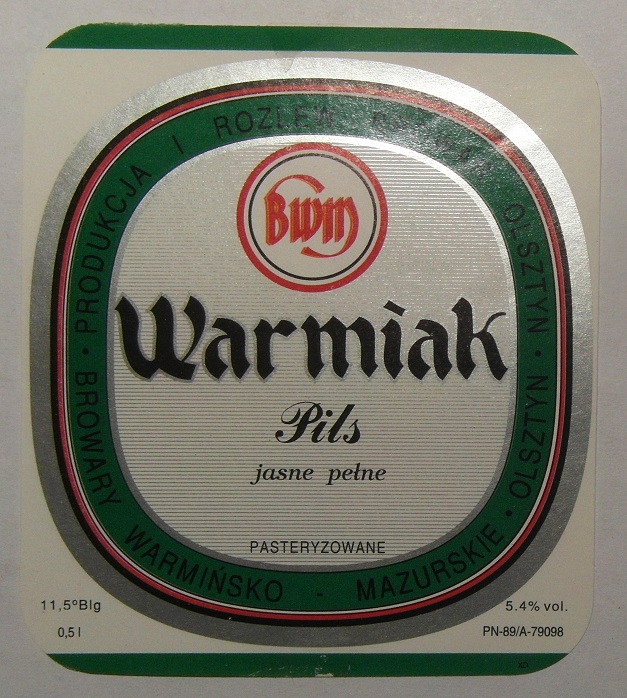 PRODUKCJA I ROZLEW OLSZTYN •
BWM
Warmiak
Pils
jasne pełne
PASTERYZOWANE
• BROWARY WARMIŃSKO - MAZURSKIE • OLSZTYN
11,5°Blg
0,5 l
5.4% vol.
PN-89/A-79098